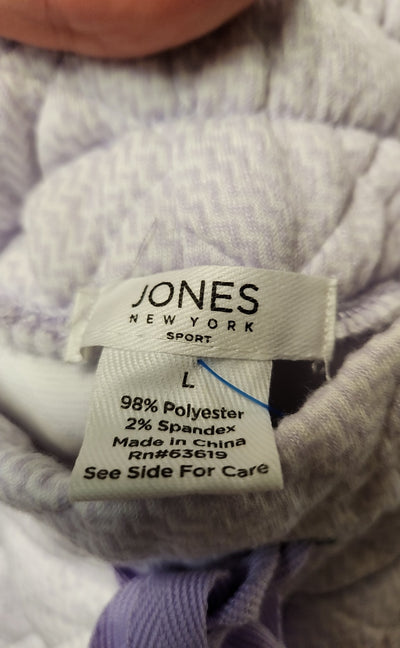 JONES
NEW YORK
SPORT
L
98% Polyester
2% Spandex
Made in China
Rn#63619
See Side For Care